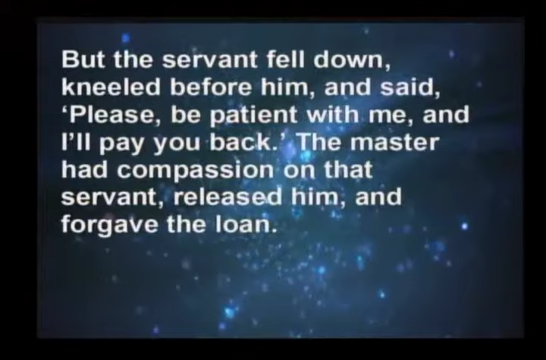 But the servant fell down,
kneeled before him, and said,
‘Please, be patient with me, and
I’ll pay you back.’ The master
had compassion on that
servant, released him, and
forgave the loan.